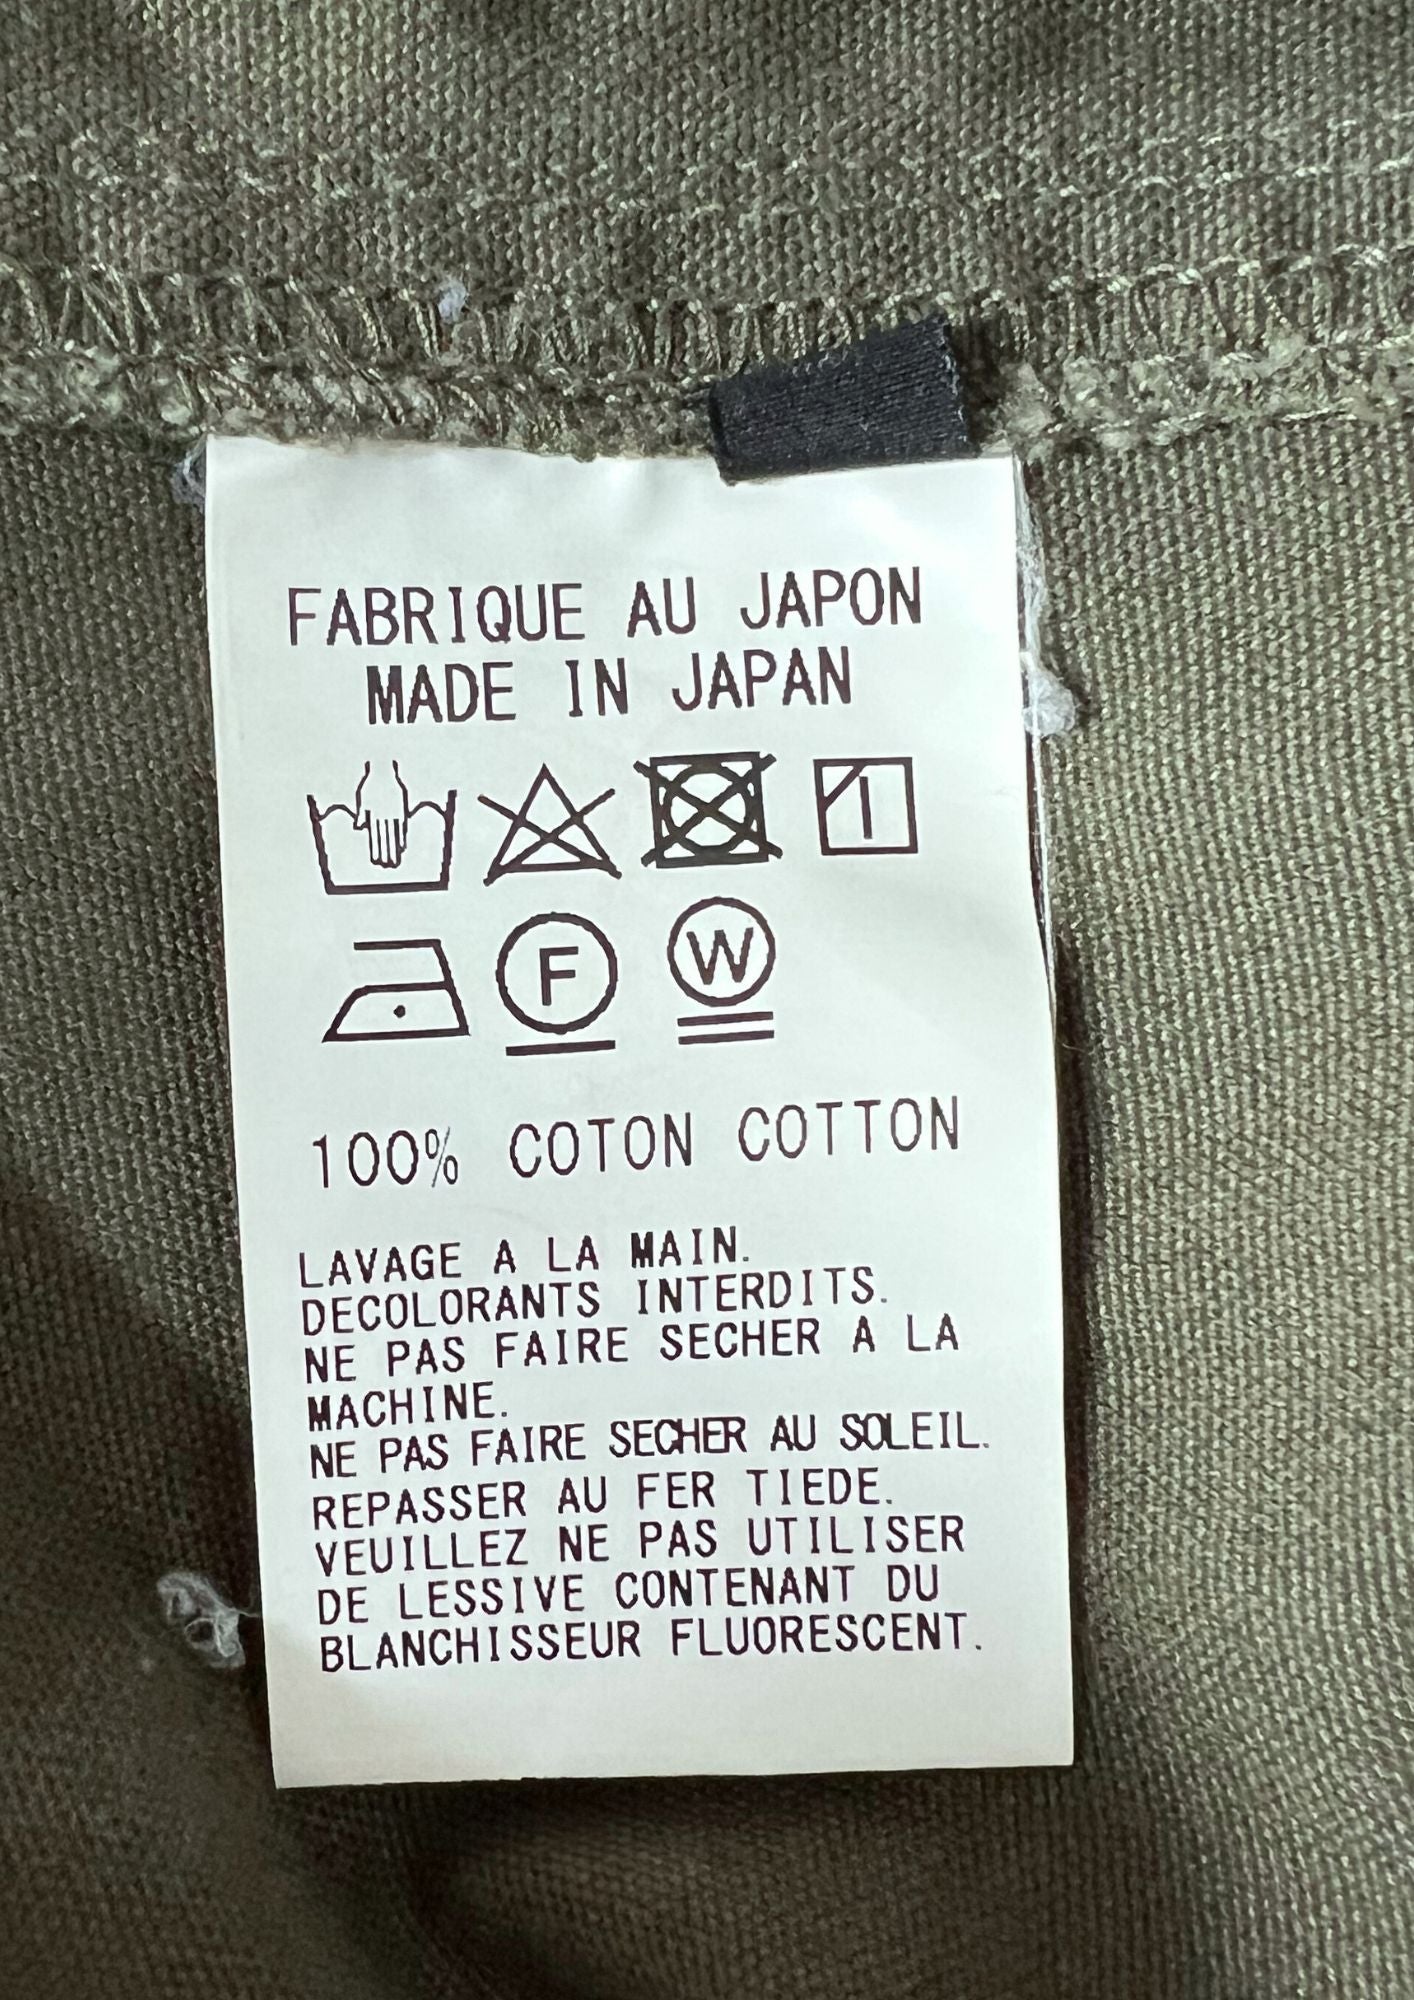 FABRIQUE AU JAPON
MADE IN JAPAN
F
W
100% COTON COTTON
LAVAGE A LA MAIN.
DECOLORANTS INTERDITS.
NE PAS FAIRE SECHER A LA
MACHINE.
NE PAS FAIRE SECHER AU SOLEIL.
REPASSER AU FER TIEDE.
VEUILLEZ NE PAS UTILISER
DE LESSIVE CONTENANT DU
BLANCHISSEUR FLUORESCENT.